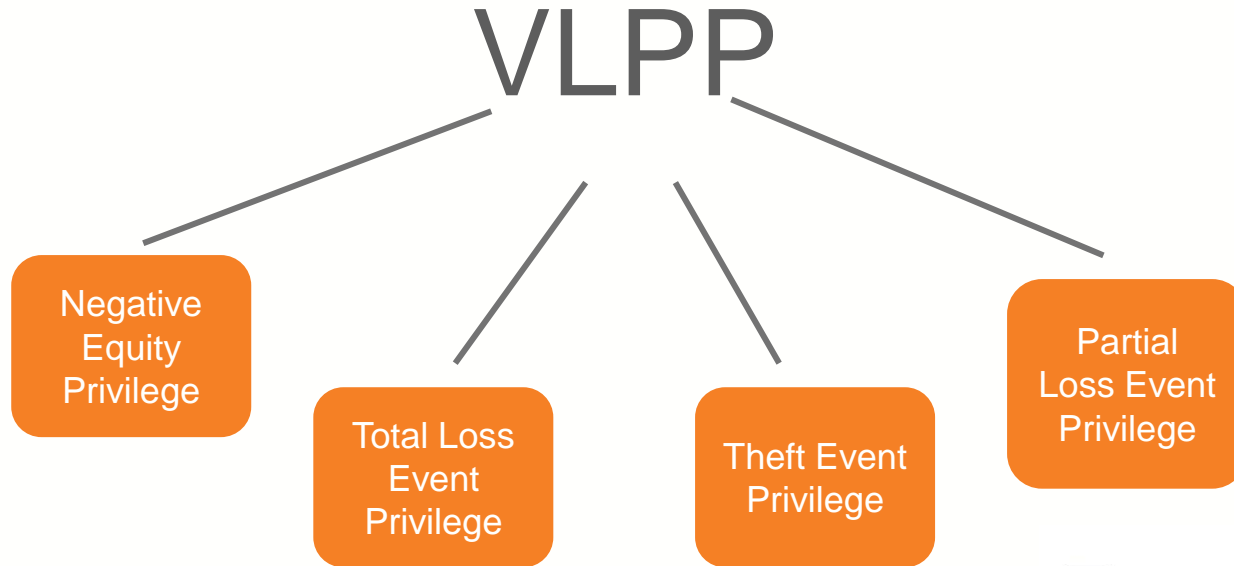 VLPP
Negative
Equity
Privilege
Total Loss
Event
Privilege
Theft Event
Privilege
Partial
Loss Event
Privilege